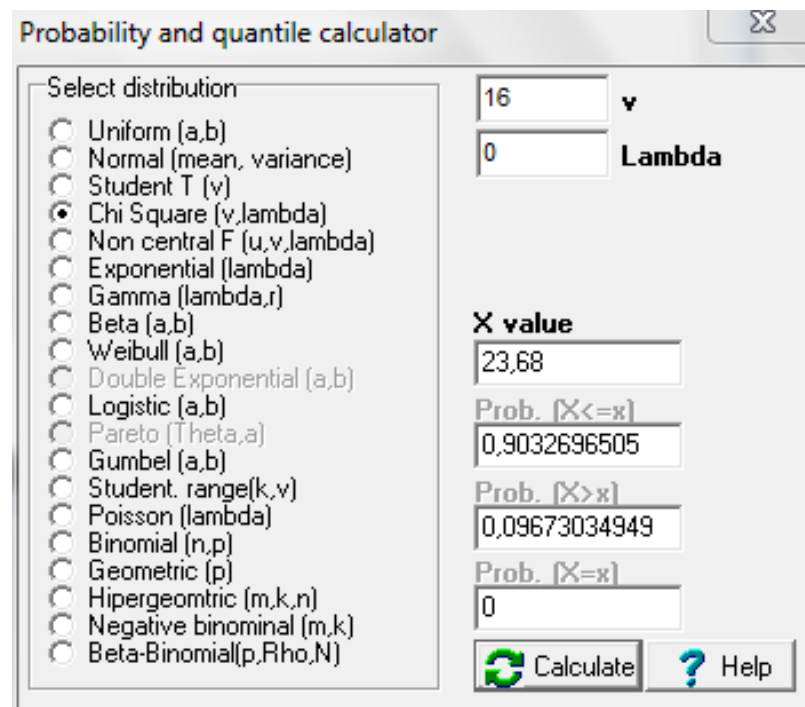 Probability and quantile calculator
Select distribution
Uniform (a,b)
Normal (mean, variance)
Student T (v)
Chi Square (v,lambda)
Non central F (u,v,lambda)
Exponential (lambda)
Gamma (lambda,r)
Beta (a,b)
Weibull (a,b)
Double Exponential (a,b)
Logistic (a,b)
Pareto (Theta,a)
Gumbel (a,b)
Student. range(k,v)
Poisson (lambda)
Binomial (n,p)
Geometric (p)
Hipergeomtric (m,k,n)
Negative binominal (m,k)
Beta-Binomial(p,Rho,N)
16 v
0 Lambda
X value
23,68
Prob. (X<=x)
0,9032696505
Prob. (X>x)
0,09673034949
Prob. (X=x)
0
Calculate ? Help